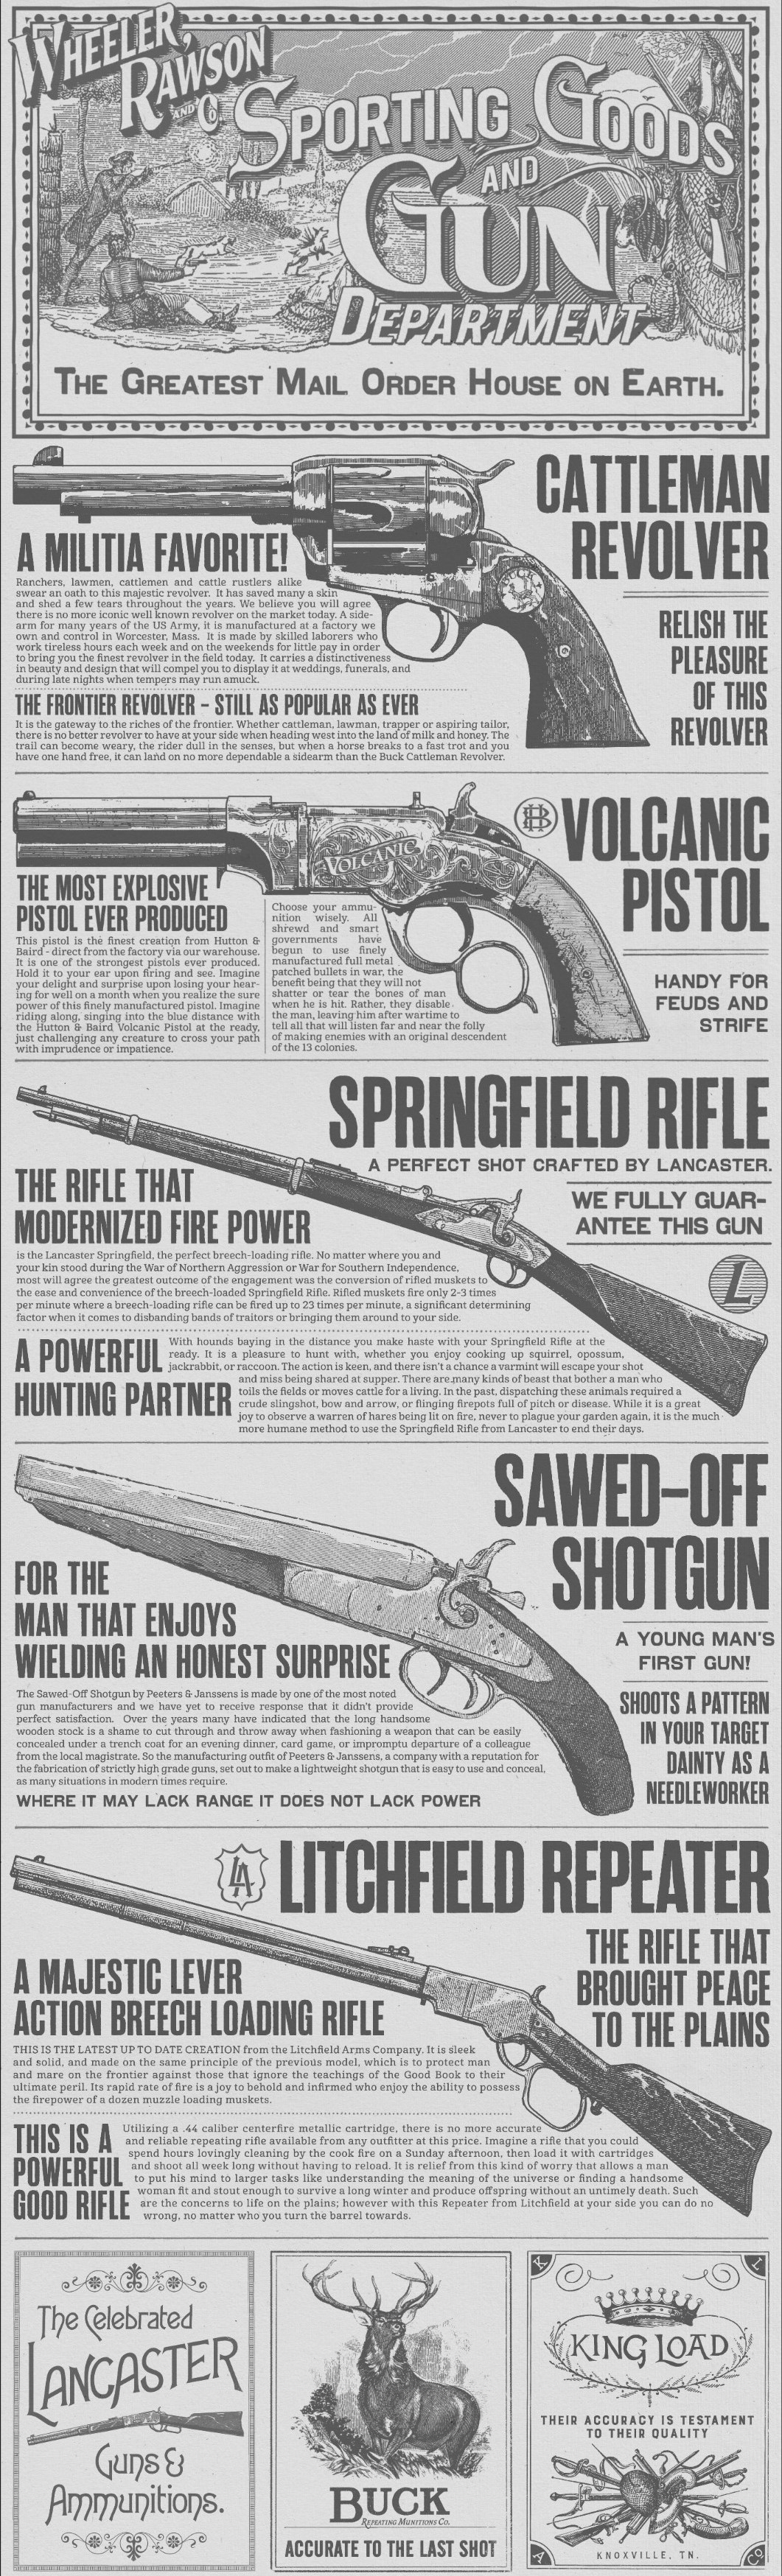 WHEELER,
RAWSON
AND CO.
SPORTING GOODS
AND
GUN
DEPARTMENT
THE GREATEST MAIL ORDER HOUSE ON EARTH.
CATTLEMAN
REVOLVER
A MILITIA FAVORITE!
Ranchers, lawmen, cattlemen and cattle rustlers alike
swear an oath to this majestic revolver. It has saved many a skin
and shed a few tears throughout the years. We believe you will agree
there is no more iconic well known revolver on the market today. A side-
arm for many years of the US Army, it is manufactured at a factory we
own and control in Worcester, Mass. It is made by skilled laborers who
work tireless hours each week and on the weekends for little pay in order
to bring you the finest revolver in the field today. It carries a distinctiveness
in beauty and design that will compel you to display it at weddings, funerals, and
during late nights when tempers may run amuck.
RELISH THE
PLEASURE
OF THIS
REVOLVER
THE FRONTIER REVOLVER – STILL AS POPULAR AS EVER
It is the gateway to the riches of the frontier. Whether cattleman, lawman, trapper or aspiring tailor,
there is no better revolver to have at your side when heading west into the land of milk and honey. The
trail can become weary, the rider dull in the senses, but when a horse breaks to a fast trot and you
have one hand free, it can land on no more dependable a sidearm than the Buck Cattleman Revolver.
HB
VOLCANIC
PISTOL
VOLCANIC
THE MOST EXPLOSIVE
PISTOL EVER PRODUCED
This pistol is the finest creation from Hutton &
Baird - direct from the factory via our warehouse.
It is one of the strongest pistols ever produced.
Hold it to your ear upon firing and see. Imagine
your delight and surprise upon losing your hear-
ing for well on a month when you realize the sure
power of this finely manufactured pistol. Imagine
riding along, singing into the blue distance with
the Hutton & Baird Volcanic Pistol at the ready,
just challenging any creature to cross your path
with imprudence or impatience.
Choose your ammu-
nition wisely. All
shrewd and smart
governments have
begun to use finely
manufactured full metal
patched bullets in war, the
benefit being that they will not
shatter or tear the bones of man
when he is hit. Rather, they disable
the man, leaving him after wartime to
tell all that will listen far and near the folly
of making enemies with an original descendent
of the 13 colonies.
HANDY FOR
FEUDS AND
STRIFE
SPRINGFIELD RIFLE
A PERFECT SHOT CRAFTED BY LANCASTER.
WE FULLY GUAR-
ANTEE THIS GUN
L
THE RIFLE THAT
MODERNIZED FIRE POWER
is the Lancaster Springfield, the perfect breech-loading rifle. No matter where you and
your kin stood during the War of Northern Aggression or War for Southern Independence,
most will agree the greatest outcome of the engagement was the conversion of rifled muskets to
the ease and convenience of the breech-loaded Springfield Rifle. Rifled muskets fire only 2-3 times
per minute where a breech-loading rifle can be fired up to 23 times per minute, a significant determining
factor when it comes to disbanding bands of traitors or bringing them around to your side.
A POWERFUL
HUNTING PARTNER
With hounds baying in the distance you make haste with your Springfield Rifle at the
ready. It is a pleasure to hunt with, whether you enjoy cooking up squirrel, opossum,
jackrabbit, or raccoon. The action is keen, and there isn't a chance a varmint will escape your shot
and miss being shared at supper. There are many kinds of beast that bother a man who
toils the fields or moves cattle for a living. In the past, dispatching these animals required a
crude slingshot, bow and arrow, or flinging firepots full of pitch or disease. While it is a great
joy to observe a warren of hares being lit on fire, never to plague your garden again, it is the much
more humane method to use the Springfield Rifle from Lancaster to end their days.
SAWED–OFF
SHOTGUN
FOR THE
MAN THAT ENJOYS
WIELDING AN HONEST SURPRISE
The Sawed-Off Shotgun by Peeters & Janssens is made by one of the most noted
gun manufacturers and we have yet to receive response that it didn't provide
perfect satisfaction. Over the years many have indicated that the long handsome
wooden stock is a shame to cut through and throw away when fashioning a weapon that can be easily
concealed under a trench coat for an evening dinner, card game, or impromptu departure of a colleague
from the local magistrate. So the manufacturing outfit of Peeters & Janssens, a company with a reputation for
the fabrication of strictly high grade guns, set out to make a lightweight shotgun that is easy to use and conceal,
as many situations in modern times require.
WHERE IT MAY LACK RANGE IT DOES NOT LACK POWER
A YOUNG MAN'S
FIRST GUN!
SHOOTS A PATTERN
IN YOUR TARGET
DAINTY AS A
NEEDLEWORKER
LA
LITCHFIELD REPEATER
THE RIFLE THAT
BROUGHT PEACE
TO THE PLAINS
A MAJESTIC LEVER
ACTION BREECH LOADING RIFLE
THIS IS THE LATEST UP TO DATE CREATION from the Litchfield Arms Company. It is sleek
and solid, and made on the same principle of the previous model, which is to protect man
and mare on the frontier against those that ignore the teachings of the Good Book to their
ultimate peril. Its rapid rate of fire is a joy to behold and infirmed who enjoy the ability to possess
the firepower of a dozen muzzle loading muskets.
THIS IS A
POWERFUL
GOOD RIFLE
Utilizing a .44 caliber centerfire metallic cartridge, there is no more accurate
and reliable repeating rifle available from any outfitter at this price. Imagine a rifle that you could
spend hours lovingly cleaning by the cook fire on a Sunday afternoon, then load it with cartridges
and shoot all week long without having to reload. It is relief from this kind of worry that allows a man
to put his mind to larger tasks like understanding the meaning of the universe or finding a handsome
woman fit and stout enough to survive a long winter and produce offspring without an untimely death. Such
are the concerns to life on the plains; however with this Repeater from Litchfield at your side you can do no
wrong, no matter who you turn the barrel towards.
The Celebrated
LANCASTER
Guns &
Ammunitions.
BUCK
REPEATING MUNITIONS CO.
ACCURATE TO THE LAST SHOT
K
L
KING LOAD
THEIR ACCURACY IS TESTAMENT
TO THEIR QUALITY
A
Co
KNOXVILLE, TN.